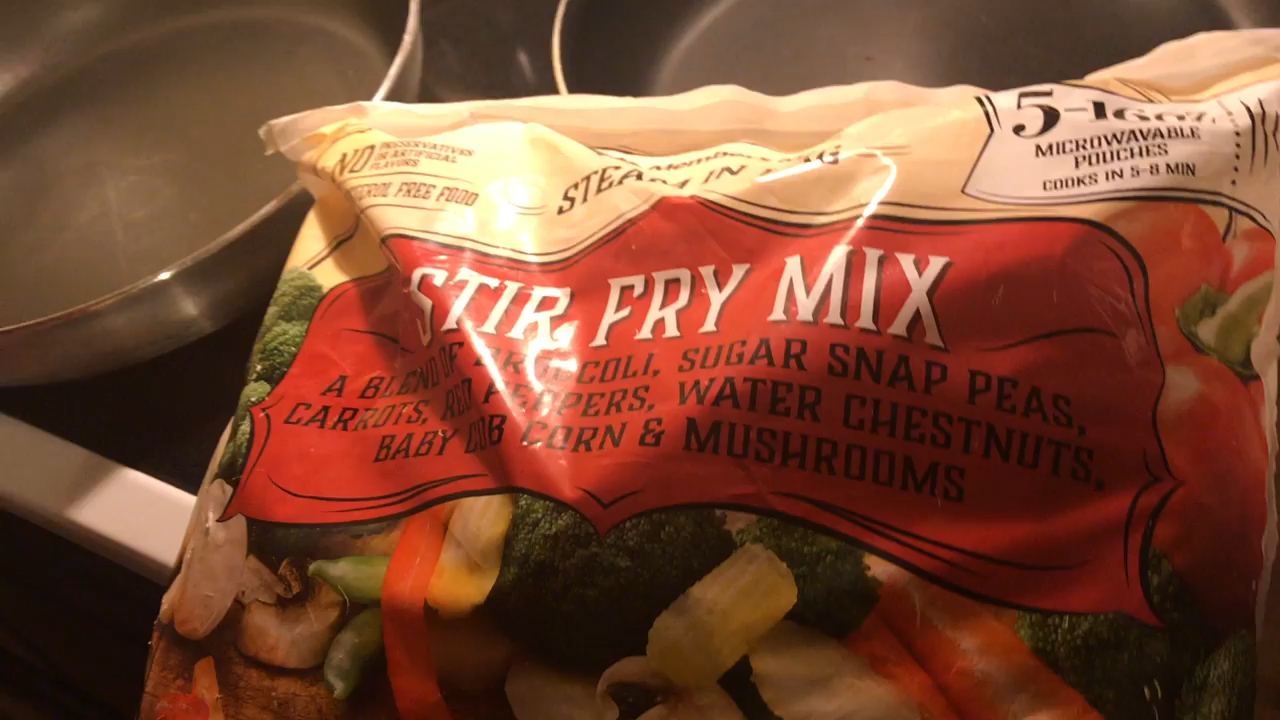 NO PRESERVATIVES
OR ARTIFICIAL
FLAVORS
FREE FOOD
5-16oz
MICROWAVABLE
POUCHES
COOKS IN 5-8 MIN
STIR FRY MIX
A BLEND OF BROCCOLI, SUGAR SNAP PEAS,
CARROTS, RED PEPPERS, WATER CHESTNUTS,
BABY COB CORN & MUSHROOMS